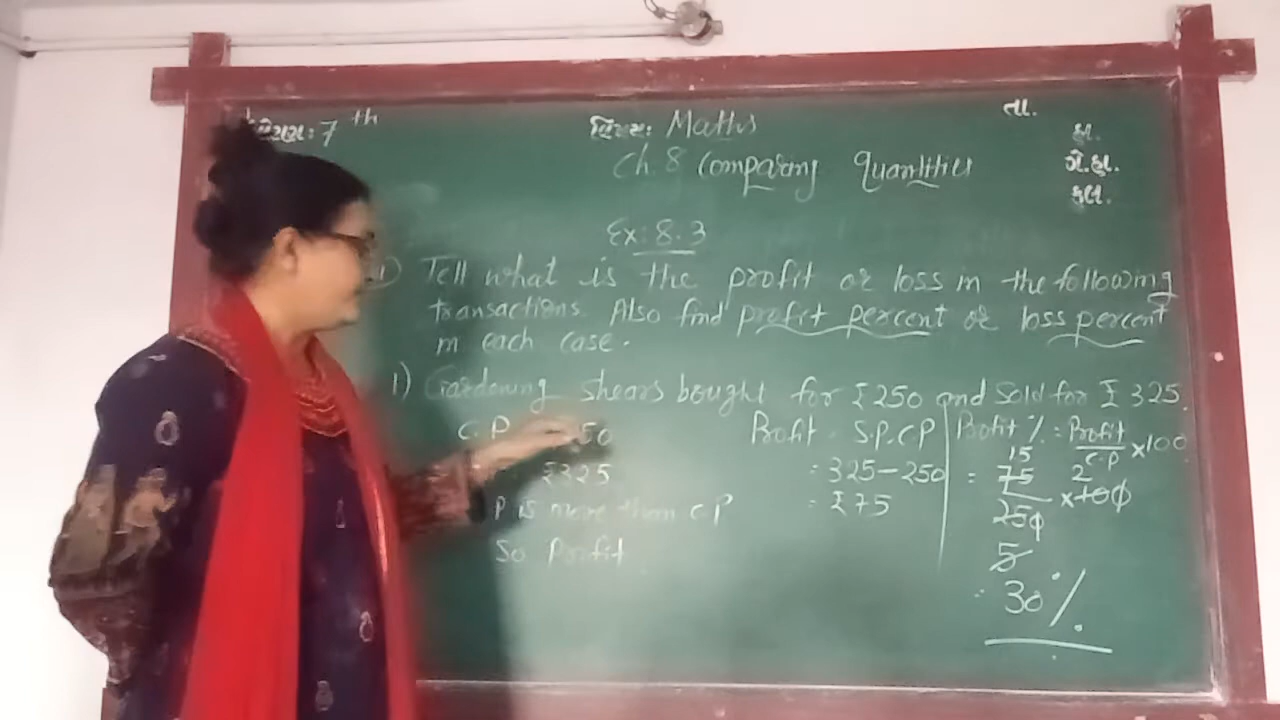 7th
વિષય: Maths
તા.
Ch. 8 Comparing Quantities
હા.
ગે.હા.
કુલ.
Ex: 8.3
1) Tell what is the profit or loss in the following
transactions. Also find profit percent or loss percent
in each case.
1) Gardening shears bought for ₹250 and Sold for ₹ 325.
C.P 50
₹325
P is more than CP
So Profit
Profit = S.P. CP
= 325-250
= ₹75
Profit % = Profit/C.P ×100
= 75/250 ×100
15
2
5
= 30%